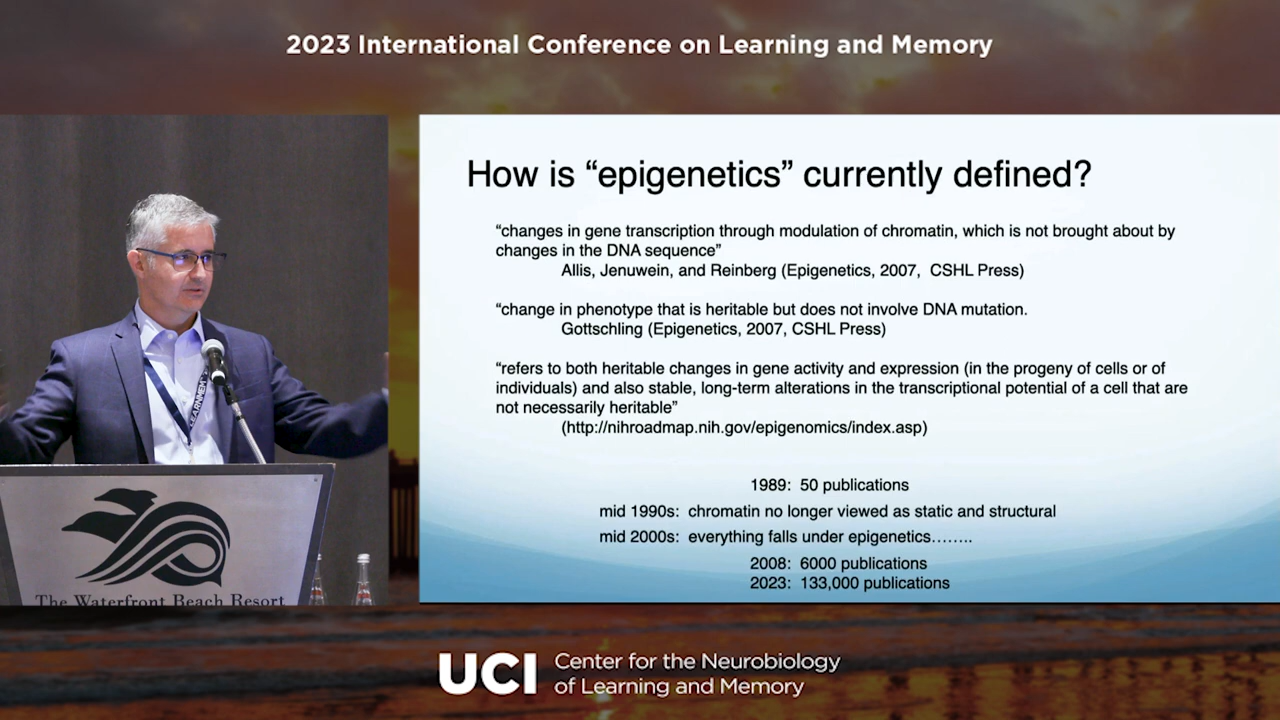 2023 International Conference on Learning and Memory
How is “epigenetics” currently defined?
“changes in gene transcription through modulation of chromatin, which is not brought about by
changes in the DNA sequence”
Allis, Jenuwein, and Reinberg (Epigenetics, 2007, CSHL Press)
“change in phenotype that is heritable but does not involve DNA mutation.
Gottschling (Epigenetics, 2007, CSHL Press)
“refers to both heritable changes in gene activity and expression (in the progeny of cells or of
individuals) and also stable, long-term alterations in the transcriptional potential of a cell that are
not necessarily heritable”
(http://nihroadmap.nih.gov/epigenomics/index.asp)
1989: 50 publications
mid 1990s: chromatin no longer viewed as static and structural
mid 2000s: everything falls under epigenetics……..
2008: 6000 publications
2023: 133,000 publications
LEARNMEM
The Waterfront Beach Resort
UCI Center for the Neurobiology
of Learning and Memory